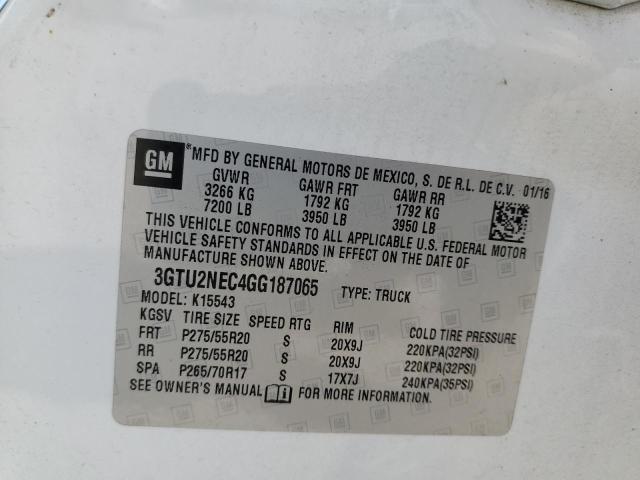 GM
MFD BY GENERAL MOTORS DE MEXICO, S. DE R.L. DE C.V. 01/16
GVWR GAWR FRT GAWR RR
3266 KG 1792 KG 1792 KG
7200 LB 3950 LB 3950 LB
THIS VEHICLE CONFORMS TO ALL APPLICABLE U.S. FEDERAL MOTOR
VEHICLE SAFETY STANDARDS IN EFFECT ON THE DATE OF
MANUFACTURE SHOWN ABOVE.
3GTU2NEC4GG187065 TYPE: TRUCK
MODEL: K15543
KGSV TIRE SIZE SPEED RTG RIM COLD TIRE PRESSURE
FRT P275/55R20 S 20X9J 220KPA(32PSI)
RR P275/55R20 S 20X9J 220KPA(32PSI)
SPA P265/70R17 S 17X7J 240KPA(35PSI)
SEE OWNER'S MANUAL FOR MORE INFORMATION.